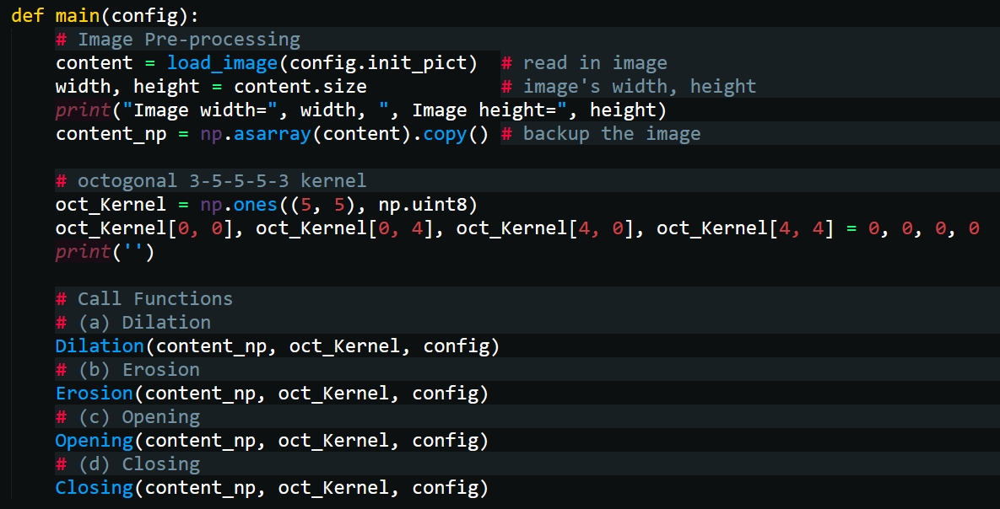 def main(config):
    # Image Pre-processing
    content = load_image(config.init_pict)  # read in image
    width, height = content.size            # image's width, height
    print("Image width=", width, ", Image height=", height)
    content_np = np.asarray(content).copy() # backup the image

    # octogonal 3-5-5-5-3 kernel
    oct_Kernel = np.ones((5, 5), np.uint8)
    oct_Kernel[0, 0], oct_Kernel[0, 4], oct_Kernel[4, 0], oct_Kernel[4, 4] = 0, 0, 0, 0
    print('')

    # Call Functions
    # (a) Dilation
    Dilation(content_np, oct_Kernel, config)
    # (b) Erosion
    Erosion(content_np, oct_Kernel, config)
    # (c) Opening
    Opening(content_np, oct_Kernel, config)
    # (d) Closing
    Closing(content_np, oct_Kernel, config)